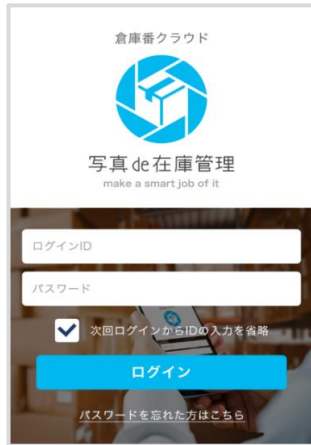 倉庫番クラウド
写真de在庫管理
make a smart job of it
ログインID
パスワード
次回ログインからIDの入力を省略
ログイン
パスワードを忘れた方はこちら